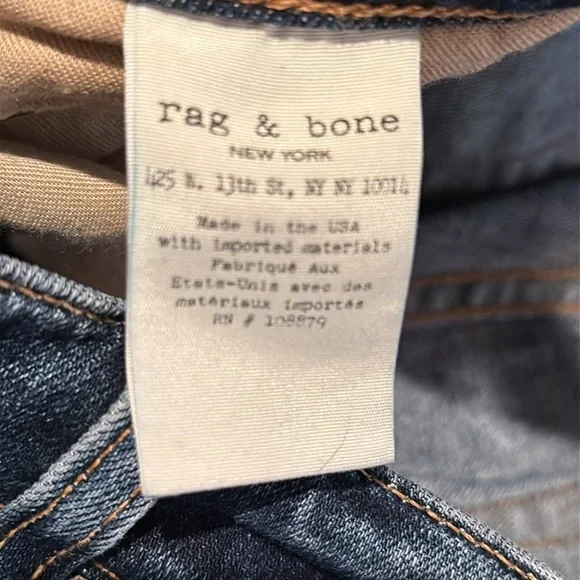 rag & bone
NEW YORK
425 W. 13th St, NY NY 10014
Made in the USA
with imported materials
Fabriqué Aux
Etats-Unis avec des
matériaux importés
RN # 108879